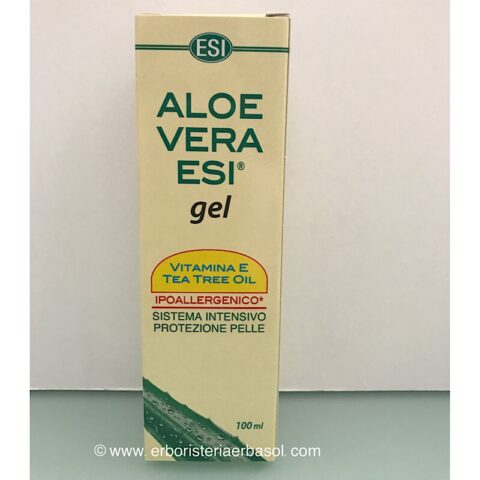 ESI
ALOE
VERA
ESI®
gel
VITAMINA E
TEA TREE OIL
IPOALLERGENICO*
SISTEMA INTENSIVO
PROTEZIONE PELLE
100 ml
© www.erboristeriaerbasol.com